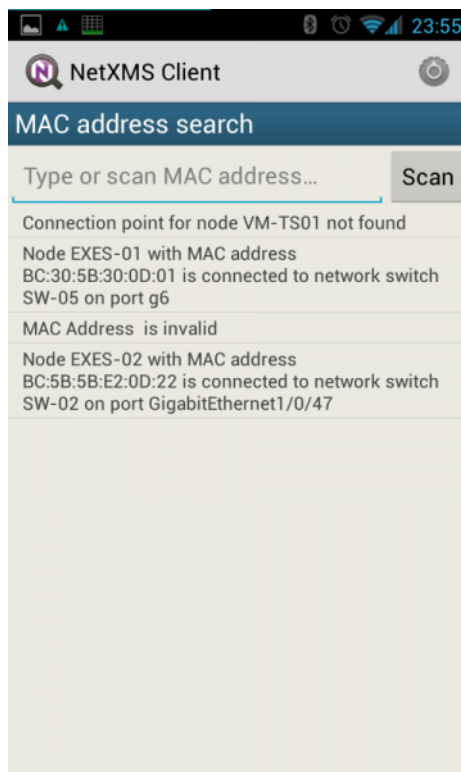 23:55
NetXMS Client
MAC address search
Type or scan MAC address...
Scan
Connection point for node VM-TS01 not found
Node EXES-01 with MAC address
BC:30:5B:30:0D:01 is connected to network switch
SW-05 on port g6
MAC Address  is invalid
Node EXES-02 with MAC address
BC:5B:5B:E2:0D:22 is connected to network switch
SW-02 on port GigabitEthernet1/0/47